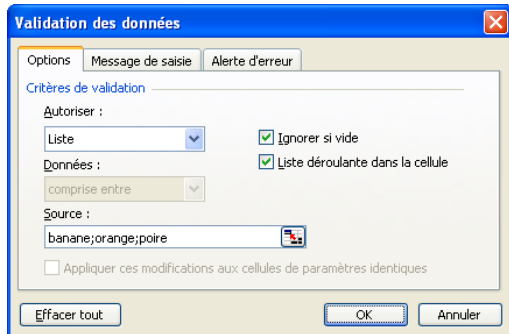 Validation des données
Options Message de saisie Alerte d'erreur
Critères de validation
Autoriser :
Liste
Ignorer si vide
Données :
Liste déroulante dans la cellule
comprise entre
Source :
banane;orange;poire
Appliquer ces modifications aux cellules de paramètres identiques
Effacer tout OK Annuler